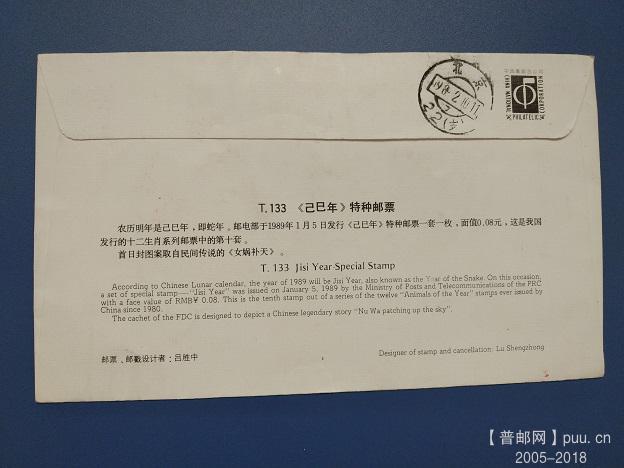 北京
CHINA NATIONAL
PHILATELIC
CORPORATION
T.133 《己巳年》特种邮票
农历明年是己巳年，即蛇年。邮电部于1989年1月5日发行《己巳年》特种邮票一套一枚，面值0.08元，这是我国
发行的十二生肖系列邮票中的第十套。
首日封图案取自民间传说的《女娲补天》。
T. 133 Jisi Year Special Stamp
According to Chinese Lunar calendar, the year of 1989 will be Jisi Year, also known as the Year of the Snake. On this occasion,
a set of special stamp—"Jisi Year" was issued on January 5, 1989 by the Ministry of Posts and Telecommunications of the PRC
with a face value of RMB¥ 0.08. This is the tenth stamp out of a series of the twelve "Animals of the Year" stamps ever issued by
China since 1980.
The cachet of the FDC is designed to depict a Chinese legendary story "Nu Wa patching up the sky".
邮票、邮戳设计者：吕胜中
Designer of stamp and cancellation: Lu Shengzhong
【普邮网】puu.cn
2005-2018